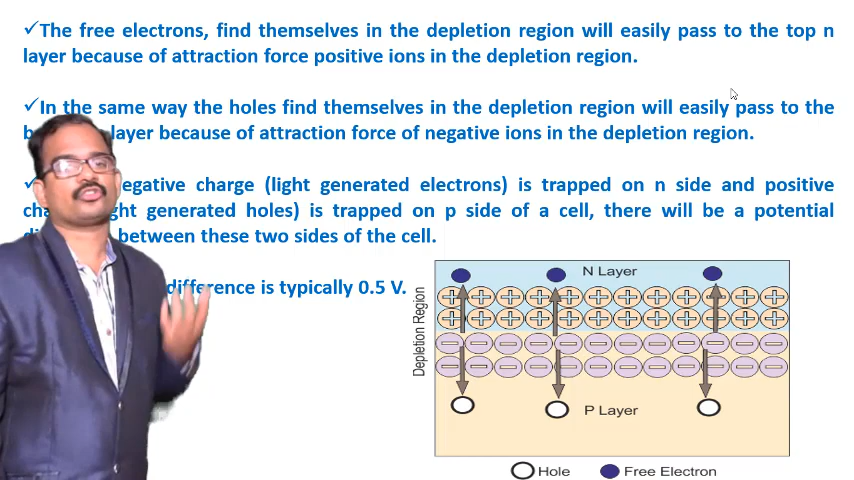 ✓The free electrons, find themselves in the depletion region will easily pass to the top n
layer because of attraction force positive ions in the depletion region.
✓In the same way the holes find themselves in the depletion region will easily pass to the
layer because of attraction force of negative ions in the depletion region.
✓ negative charge (light generated electrons) is trapped on n side and positive
generated holes) is trapped on p side of a cell, there will be a potential
between these two sides of the cell.
difference is typically 0.5 V.
N Layer
Depletion Region
P Layer
Hole
Free Electron